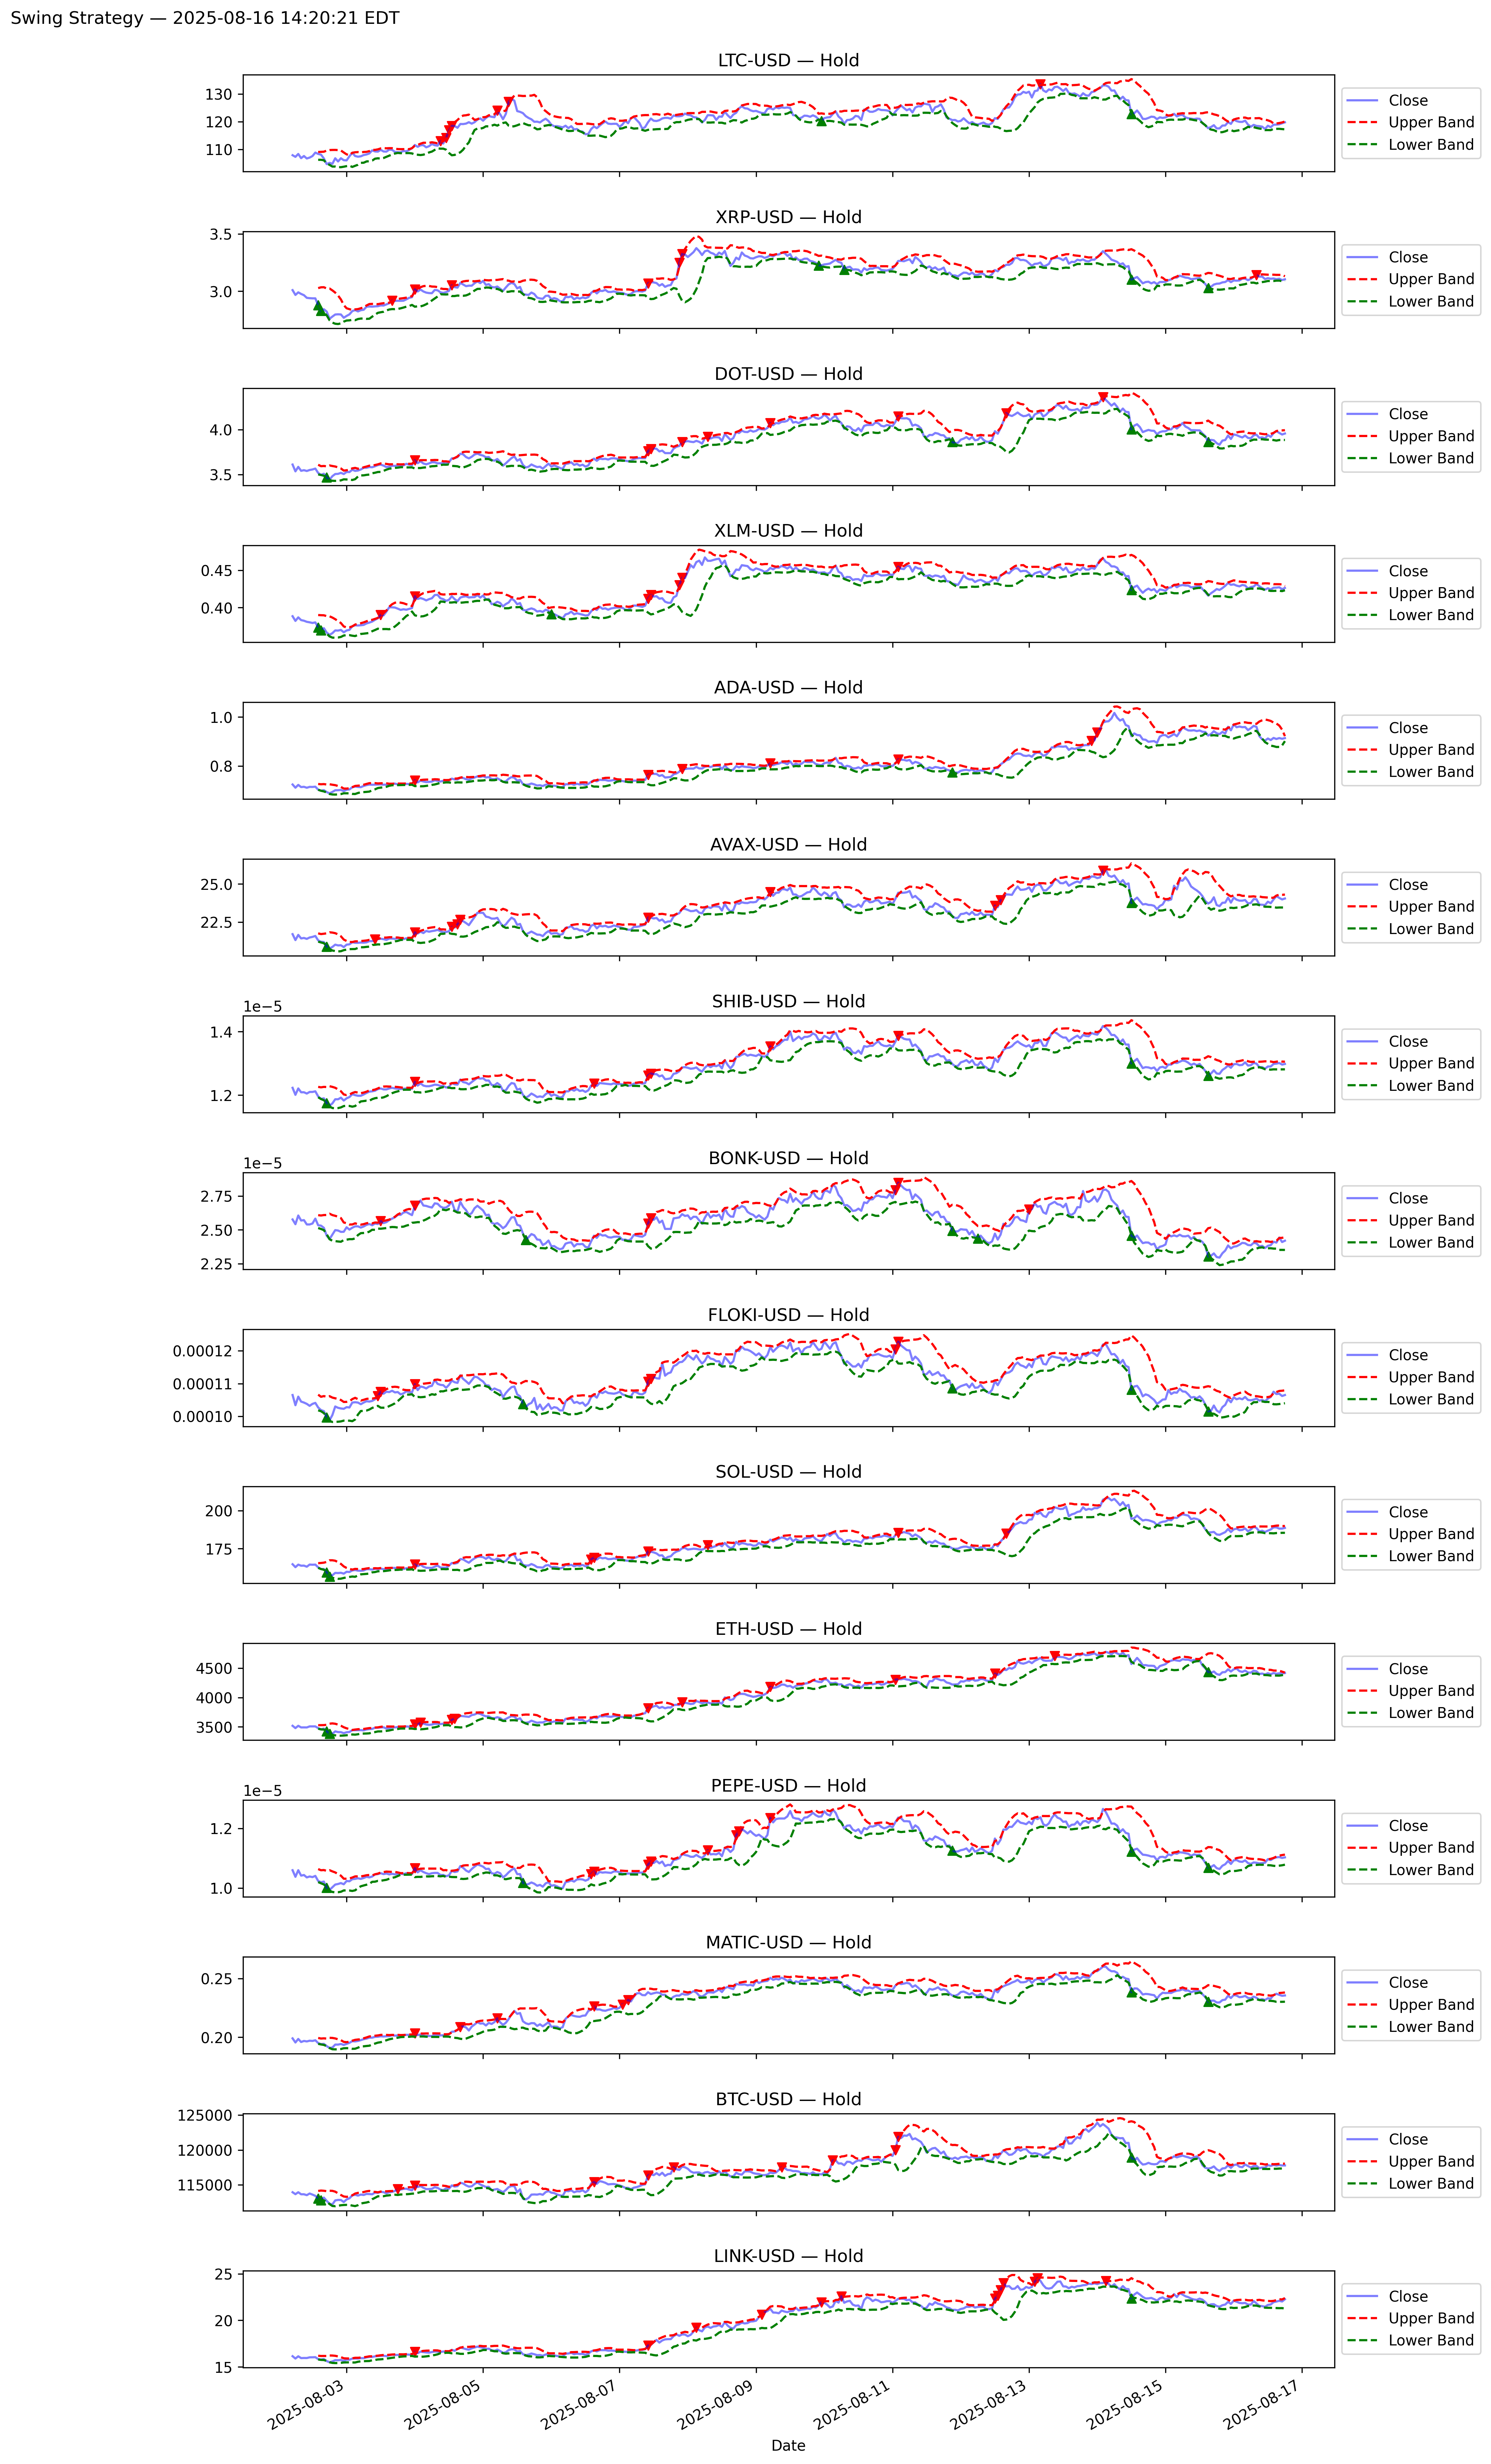 Swing Strategy — 2025-08-16 14:20:21 EDT
LTC-USD — Hold
130
120
110
Close
Upper Band
Lower Band
XRP-USD — Hold
3.5
3.0
Close
Upper Band
Lower Band
DOT-USD — Hold
4.0
3.5
Close
Upper Band
Lower Band
XLM-USD — Hold
0.45
0.40
Close
Upper Band
Lower Band
ADA-USD — Hold
1.0
0.8
Close
Upper Band
Lower Band
AVAX-USD — Hold
25.0
22.5
Close
Upper Band
Lower Band
SHIB-USD — Hold
1e−5
1.4
1.2
Close
Upper Band
Lower Band
BONK-USD — Hold
1e−5
2.75
2.50
2.25
Close
Upper Band
Lower Band
FLOKI-USD — Hold
0.00012
0.00011
0.00010
Close
Upper Band
Lower Band
SOL-USD — Hold
200
175
Close
Upper Band
Lower Band
ETH-USD — Hold
4500
4000
3500
Close
Upper Band
Lower Band
PEPE-USD — Hold
1e−5
1.2
1.0
Close
Upper Band
Lower Band
MATIC-USD — Hold
0.25
0.20
Close
Upper Band
Lower Band
BTC-USD — Hold
125000
120000
115000
Close
Upper Band
Lower Band
LINK-USD — Hold
25
20
15
Close
Upper Band
Lower Band
2025-08-03
2025-08-05
2025-08-07
2025-08-09
2025-08-11
2025-08-13
2025-08-15
2025-08-17
Date